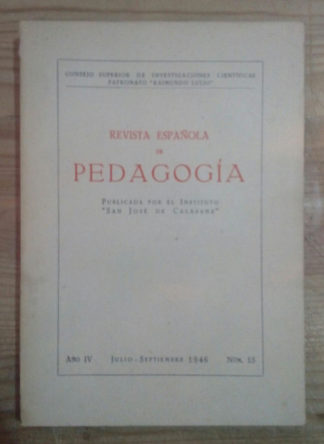 CONSEJO SUPERIOR DE INVESTIGACIONES CIENTÍFICAS
PATRONATO "RAIMUNDO LULIO"
REVISTA ESPAÑOLA
DE
PEDAGOGÍA
PUBLICADA POR EL INSTITUTO
"SAN JOSÉ DE CALASANZ"
AÑO IV JULIO-SEPTIEMBRE 1946 NÚM. 15